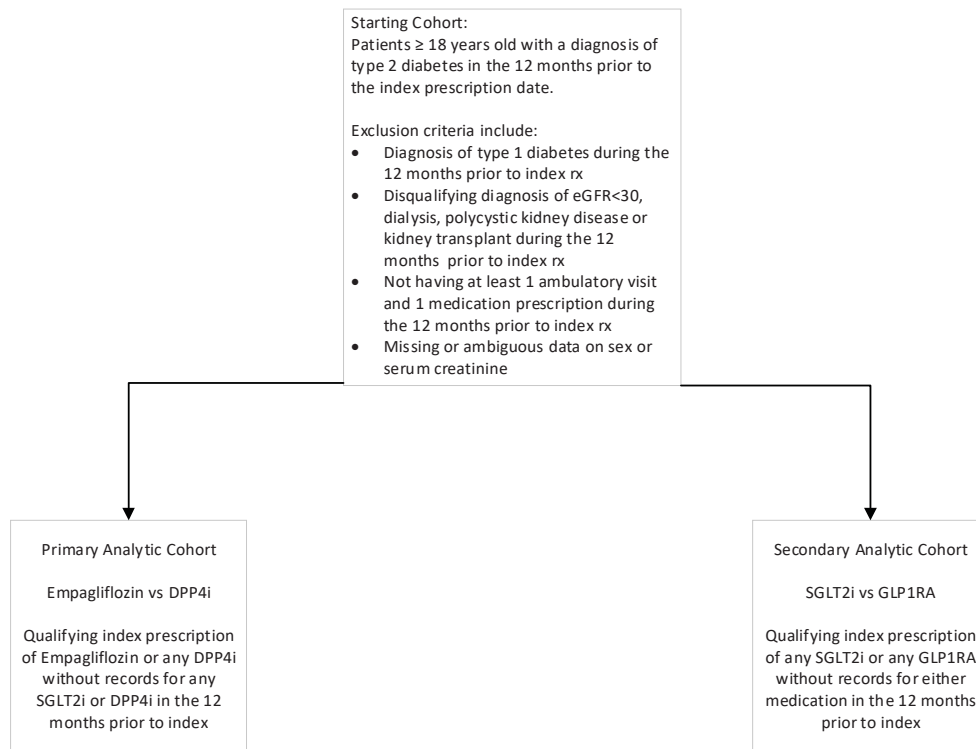 Starting Cohort:
Patients ≥ 18 years old with a diagnosis of
type 2 diabetes in the 12 months prior to
the index prescription date.
Exclusion criteria include:
• Diagnosis of type 1 diabetes during the
12 months prior to index rx
• Disqualifying diagnosis of eGFR<30,
dialysis, polycystic kidney disease or
kidney transplant during the 12
months prior to index rx
• Not having at least 1 ambulatory visit
and 1 medication prescription during
the 12 months prior to index rx
• Missing or ambiguous data on sex or
serum creatinine
Primary Analytic Cohort
Empagliflozin vs DPP4i
Qualifying index prescription
of Empagliflozin or any DPP4i
without records for any
SGLT2i or DPP4i in the 12
months prior to index
Secondary Analytic Cohort
SGLT2i vs GLP1RA
Qualifying index prescription
of any SGLT2i or any GLP1RA
without records for either
medication in the 12 months
prior to index